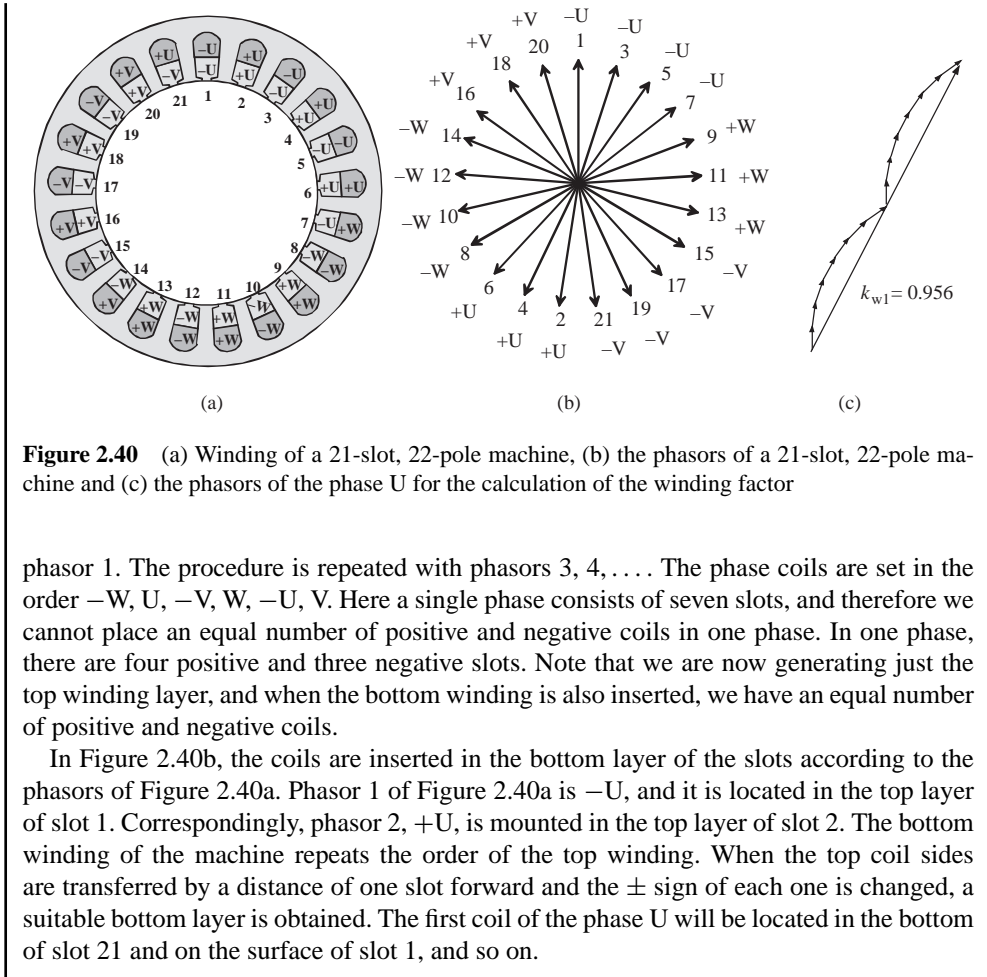 −U
−U
1
+U
+U
2
−U
−U
3
+U
+U
4
−U −U
5
+U +U
6
−U +W
7
−W −W
8
+W
+W
9
−W
−W
10
+W
+W
11
−W
−W
12
+W
+W
13
−W
+V
14
−V −V
15
+V +V
16
−V −V
17
+V +V
18
−V −V
19
+V
+V
20
+U
−V
21
(a)
−U
1
−U
3
−U
5
−U
7
9 +W
11 +W
13
+W
15
−V
17
−V
19
−V
21
−V
2
+U
4
+U
6
+U
8
−W
10
−W
−W 12
−W 14
+V 16
+V
18
+V
20
(b)
kw1 = 0.956
(c)
Figure 2.40 (a) Winding of a 21-slot, 22-pole machine, (b) the phasors of a 21-slot, 22-pole ma-
chine and (c) the phasors of the phase U for the calculation of the winding factor
phasor 1. The procedure is repeated with phasors 3, 4, . . . . The phase coils are set in the
order −W, U, −V, W, −U, V. Here a single phase consists of seven slots, and therefore we
cannot place an equal number of positive and negative coils in one phase. In one phase,
there are four positive and three negative slots. Note that we are now generating just the
top winding layer, and when the bottom winding is also inserted, we have an equal number
of positive and negative coils.
In Figure 2.40b, the coils are inserted in the bottom layer of the slots according to the
phasors of Figure 2.40a. Phasor 1 of Figure 2.40a is −U, and it is located in the top layer
of slot 1. Correspondingly, phasor 2, +U, is mounted in the top layer of slot 2. The bottom
winding of the machine repeats the order of the top winding. When the top coil sides
are transferred by a distance of one slot forward and the ± sign of each one is changed, a
suitable bottom layer is obtained. The first coil of the phase U will be located in the bottom
of slot 21 and on the surface of slot 1, and so on.